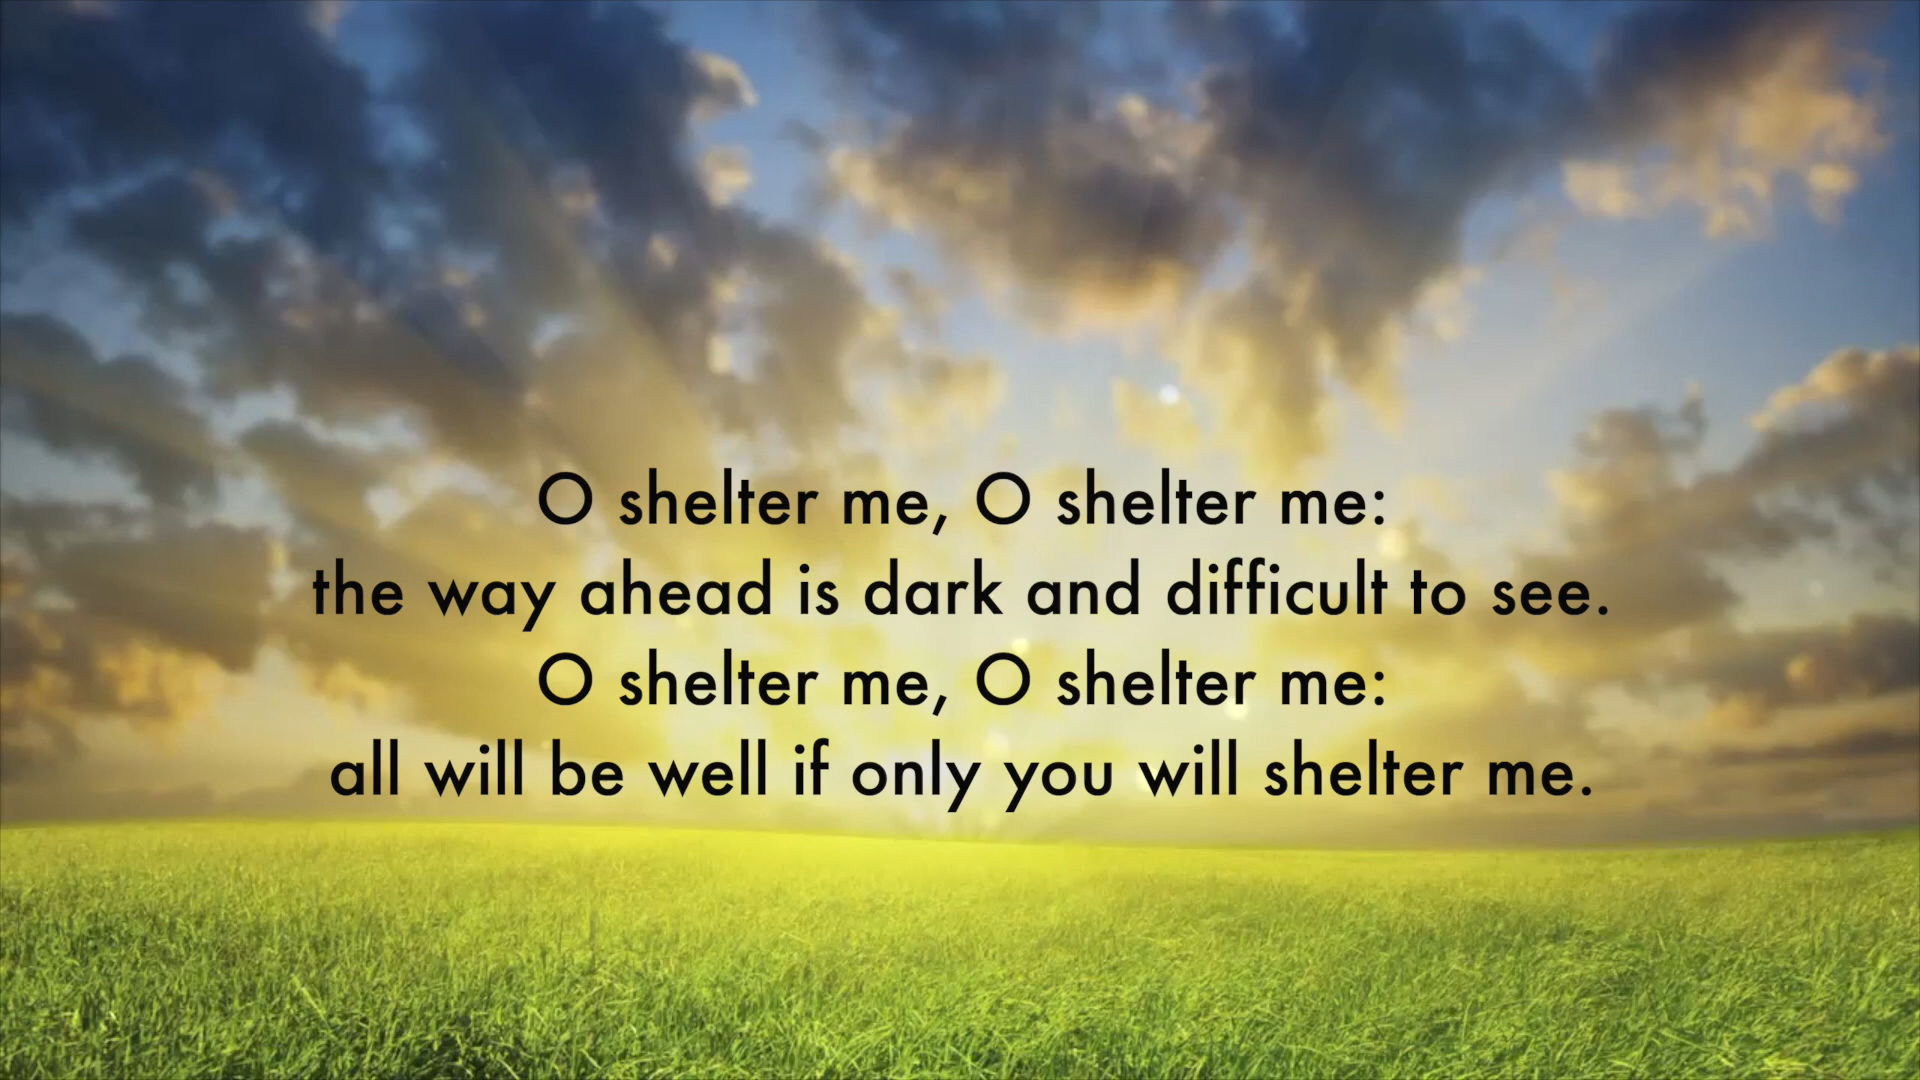 O shelter me, O shelter me:
the way ahead is dark and difficult to see.
O shelter me, O shelter me:
all will be well if only you will shelter me.